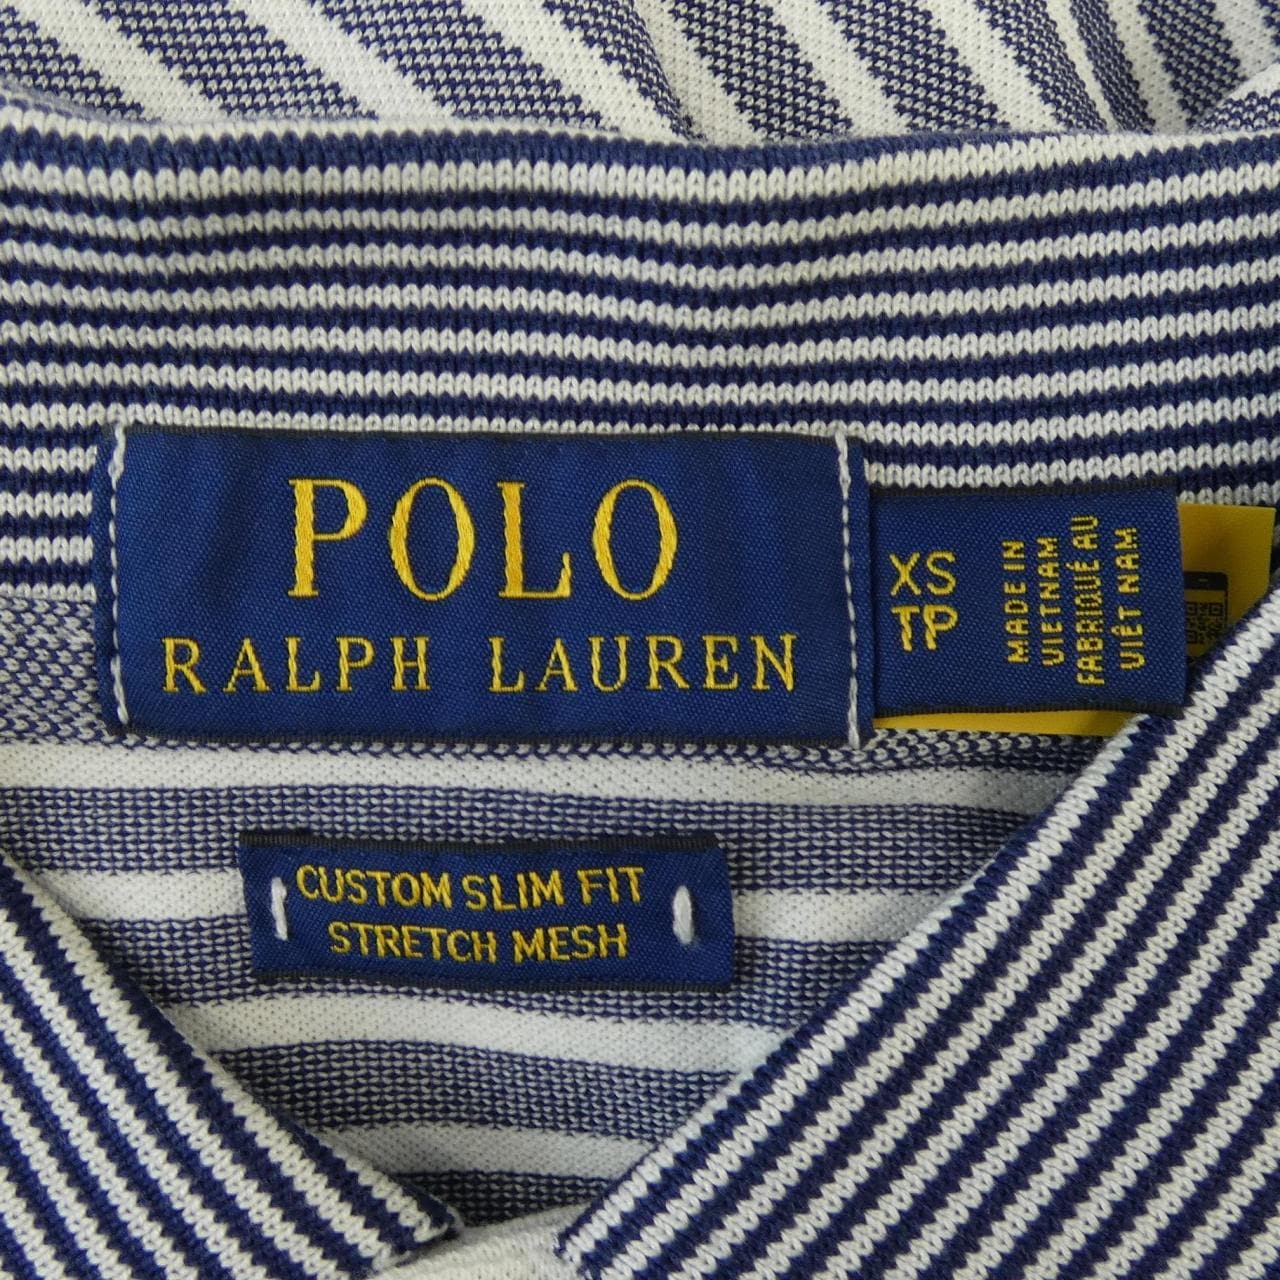 POLO
RALPH LAUREN
XS
TP
MADE IN
VIETNAM
FABRIQUÉ AU
VIÊT NAM
CUSTOM SLIM FIT
STRETCH MESH